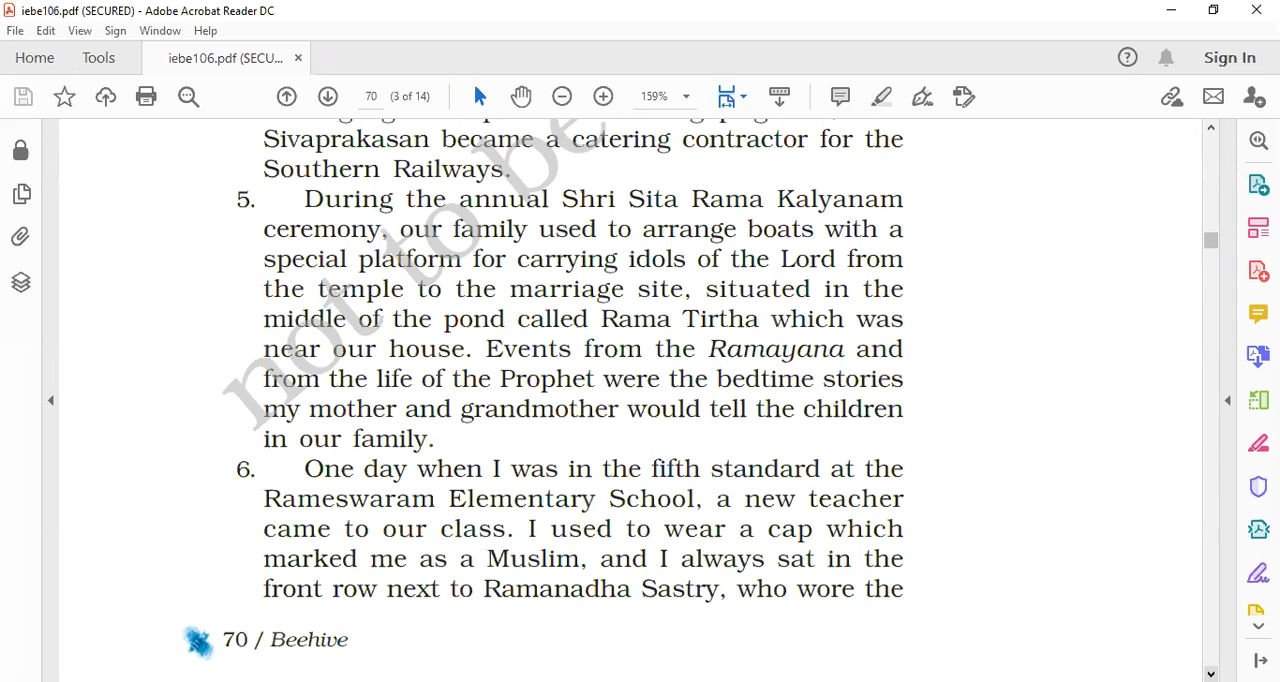 iebe106.pdf (SECURED) - Adobe Acrobat Reader DC
File Edit View Sign Window Help
Home Tools iebe106.pdf (SECU... × Sign In
70 (3 of 14) 159%
Sivaprakasan became a catering contractor for the
Southern Railways.
5. During the annual Shri Sita Rama Kalyanam
ceremony, our family used to arrange boats with a
special platform for carrying idols of the Lord from
the temple to the marriage site, situated in the
middle of the pond called Rama Tirtha which was
near our house. Events from the Ramayana and
from the life of the Prophet were the bedtime stories
my mother and grandmother would tell the children
in our family.
6. One day when I was in the fifth standard at the
Rameswaram Elementary School, a new teacher
came to our class. I used to wear a cap which
marked me as a Muslim, and I always sat in the
front row next to Ramanadha Sastry, who wore the
70 / Beehive
not to be